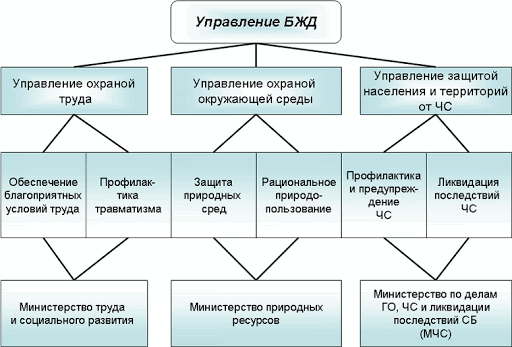 Управление БЖД
Управление охраной
труда
Управление охраной
окружающей среды
Управление защитой
населения и территорий
от ЧС
Обеспечение
благоприятных
условий труда
Профилак-
тика
травматизма
Защита
природных
сред
Рациональное
природо-
пользование
Профилактика
и предупреж-
дение
ЧС
Ликвидация
последствий
ЧС
Министерство труда
и социального развития
Министерство природных
ресурсов
Министерство по делам
ГО, ЧС и ликвидации
последствий СБ
(МЧС)